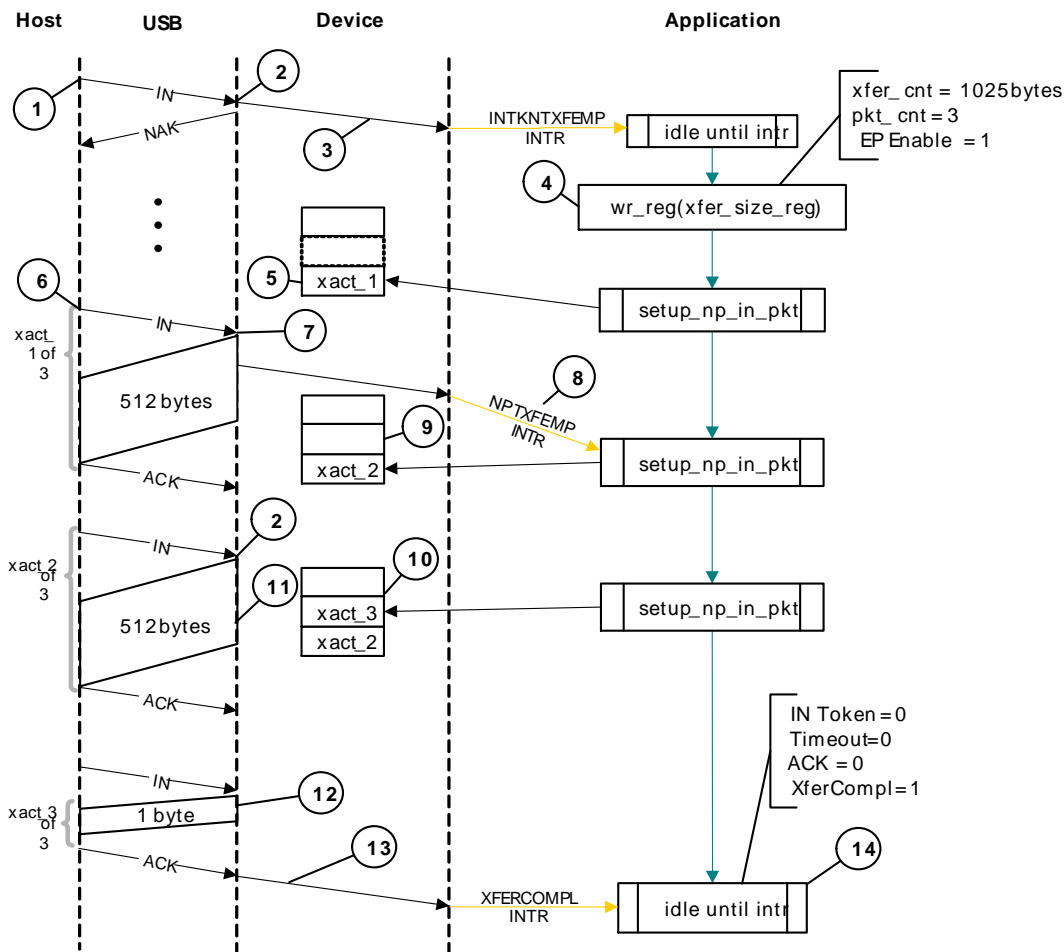 Host
USB
Device
Application
1
IN
2
NAK
3
INTKNTXFEMP
INTR
idle until intr
xfer_cnt = 1025bytes
pkt_cnt = 3
EP Enable = 1
4
wr_reg(xfer_size_reg)
5
xact_1
setup_np_in_pkt
6
IN
7
xact_
1 of
3
512 bytes
8
NPTXFEMP
INTR
9
xact_2
setup_np_in_pkt
ACK
IN
2
xact_2
of
3
11
512bytes
10
xact_3
xact_2
setup_np_in_pkt
ACK
IN Token=0
Timeout=0
ACK = 0
XferCompl=1
IN
12
xact_3
of
3
1 byte
ACK
13
XFERCOMPL
INTR
14
idle until intr